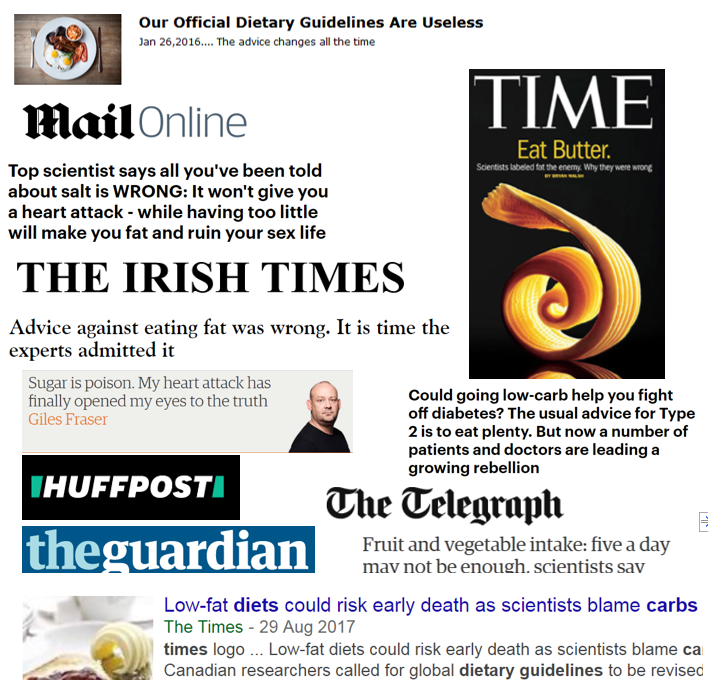 Our Official Dietary Guidelines Are Useless
Jan 26,2016.... The advice changes all the time
Mail Online
TIME
Eat Butter.
Scientists labeled fat the enemy. Why they were wrong
BY BRYAN WALSH
Top scientist says all you've been told
about salt is WRONG: It won't give you
a heart attack - while having too little
will make you fat and ruin your sex life
THE IRISH TIMES
Advice against eating fat was wrong. It is time the
experts admitted it
Sugar is poison. My heart attack has
finally opened my eyes to the truth
Giles Fraser
Could going low-carb help you fight
off diabetes? The usual advice for Type
2 is to eat plenty. But now a number of
patients and doctors are leading a
growing rebellion
HUFFPOST
The Telegraph
theguardian
Fruit and vegetable intake: five a day
may not be enough, scientists say
Low-fat diets could risk early death as scientists blame carbs
The Times - 29 Aug 2017
times logo ... Low-fat diets could risk early death as scientists blame ca
Canadian researchers called for global dietary guidelines to be revised